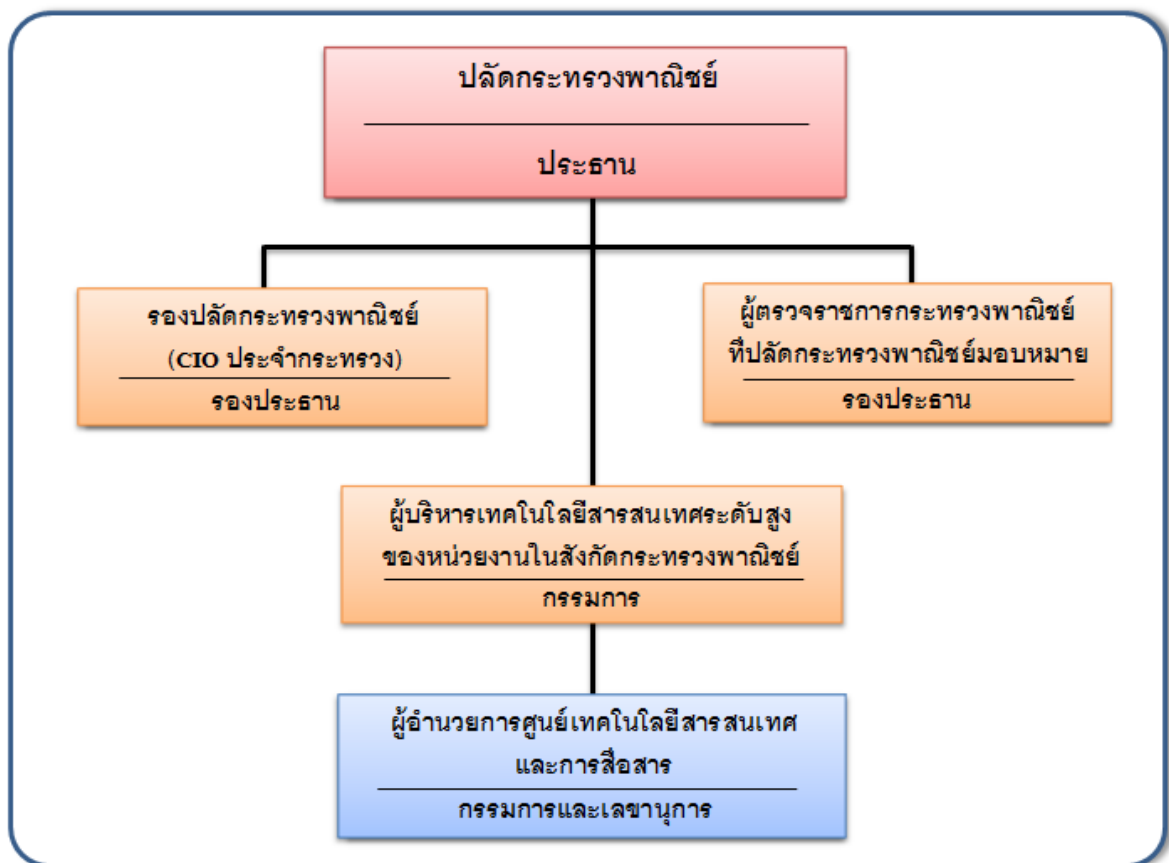 ปลัดกระทรวงพาณิชย์
ประธาน
รองปลัดกระทรวงพาณิชย์
(CIO ประจำกระทรวง)
รองประธาน
ผู้ตรวจราชการกระทรวงพาณิชย์
ที่ปลัดกระทรวงพาณิชย์มอบหมาย
รองประธาน
ผู้บริหารเทคโนโลยีสารสนเทศระดับสูง
ของหน่วยงานในสังกัดกระทรวงพาณิชย์
กรรมการ
ผู้อำนวยการศูนย์เทคโนโลยีสารสนเทศ
และการสื่อสาร
กรรมการและเลขานุการ